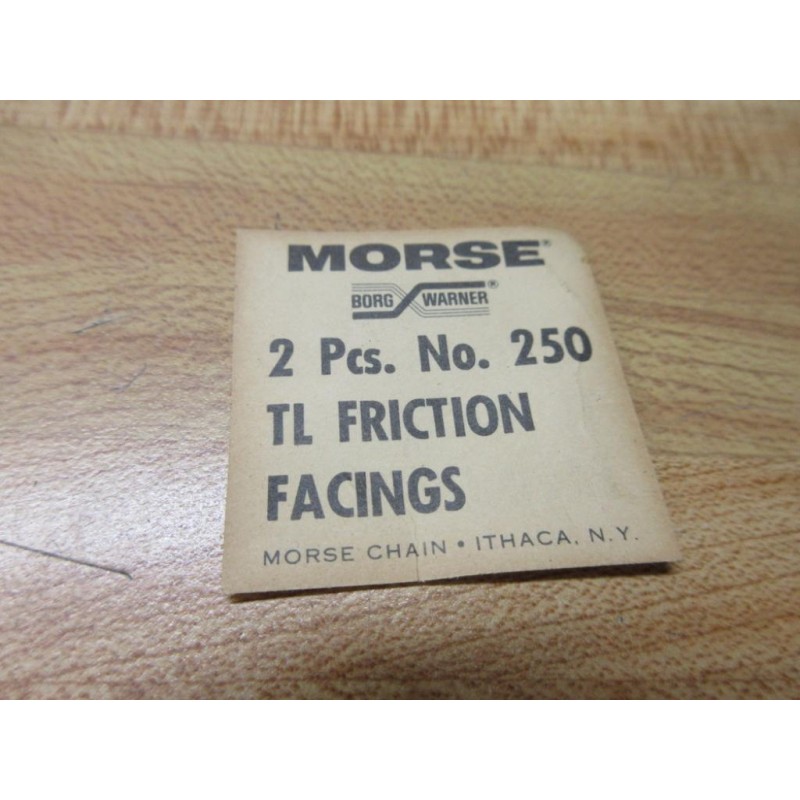 MORSE®
BORG WARNER®
2 Pcs. No. 250
TL FRICTION
FACINGS
MORSE CHAIN • ITHACA, N.Y.